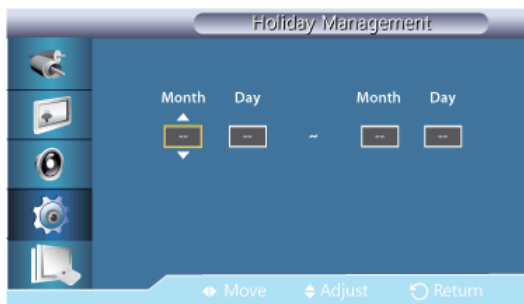 Holiday Management
Month Day Month Day
-- -- ~ -- --
Move Adjust Return